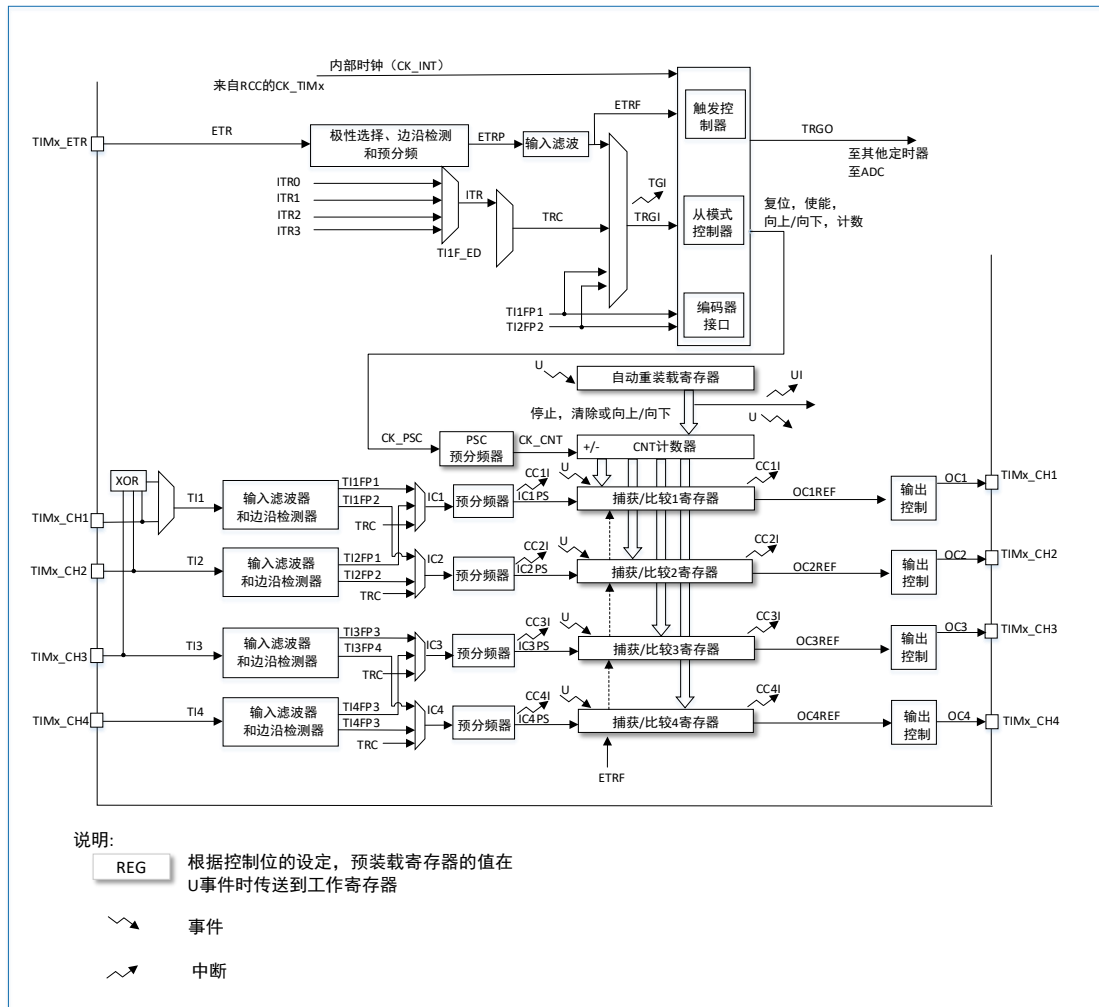 内部时钟（CK_INT）
来自RCC的CK_TIMx
TIMx_ETR
ETR
极性选择、边沿检测
和预分频
ETRP
输入滤波
ETRF
触发控
制器
TRGO
至其他定时器
至ADC
ITR0
ITR1
ITR2
ITR3
ITR
TI1F_ED
TRC
TGI
TRGI
从模式
控制器
复位，使能，
向上/向下，计数
TI1FP1
TI2FP2
编码器
接口
U
自动重装载寄存器
UI
U
停止，清除或向上/向下
CK_PSC
PSC
预分频器
CK_CNT
+/-
CNT计数器
XOR
TIMx_CH1
TI1
输入滤波器
和边沿检测器
TI1FP1
TI1FP2
TRC
IC1
预分频器
CC1I
IC1PS
U
捕获/比较1寄存器
CC1I
OC1REF
输出
控制
OC1
TIMx_CH1
TIMx_CH2
TI2
输入滤波器
和边沿检测器
TI2FP1
TI2FP2
TRC
IC2
预分频器
CC2I
IC2PS
U
捕获/比较2寄存器
CC2I
OC2REF
输出
控制
OC2
TIMx_CH2
TIMx_CH3
TI3
输入滤波器
和边沿检测器
TI3FP3
TI3FP4
TRC
IC3
预分频器
CC3I
IC3PS
U
捕获/比较3寄存器
CC3I
OC3REF
输出
控制
OC3
TIMx_CH3
TIMx_CH4
TI4
输入滤波器
和边沿检测器
TI4FP3
TI4FP3
TRC
IC4
预分频器
CC4I
IC4PS
U
捕获/比较4寄存器
CC4I
OC4REF
输出
控制
OC4
TIMx_CH4
ETRF
说明:
REG
根据控制位的设定，预装载寄存器的值在
U事件时传送到工作寄存器
事件
中断